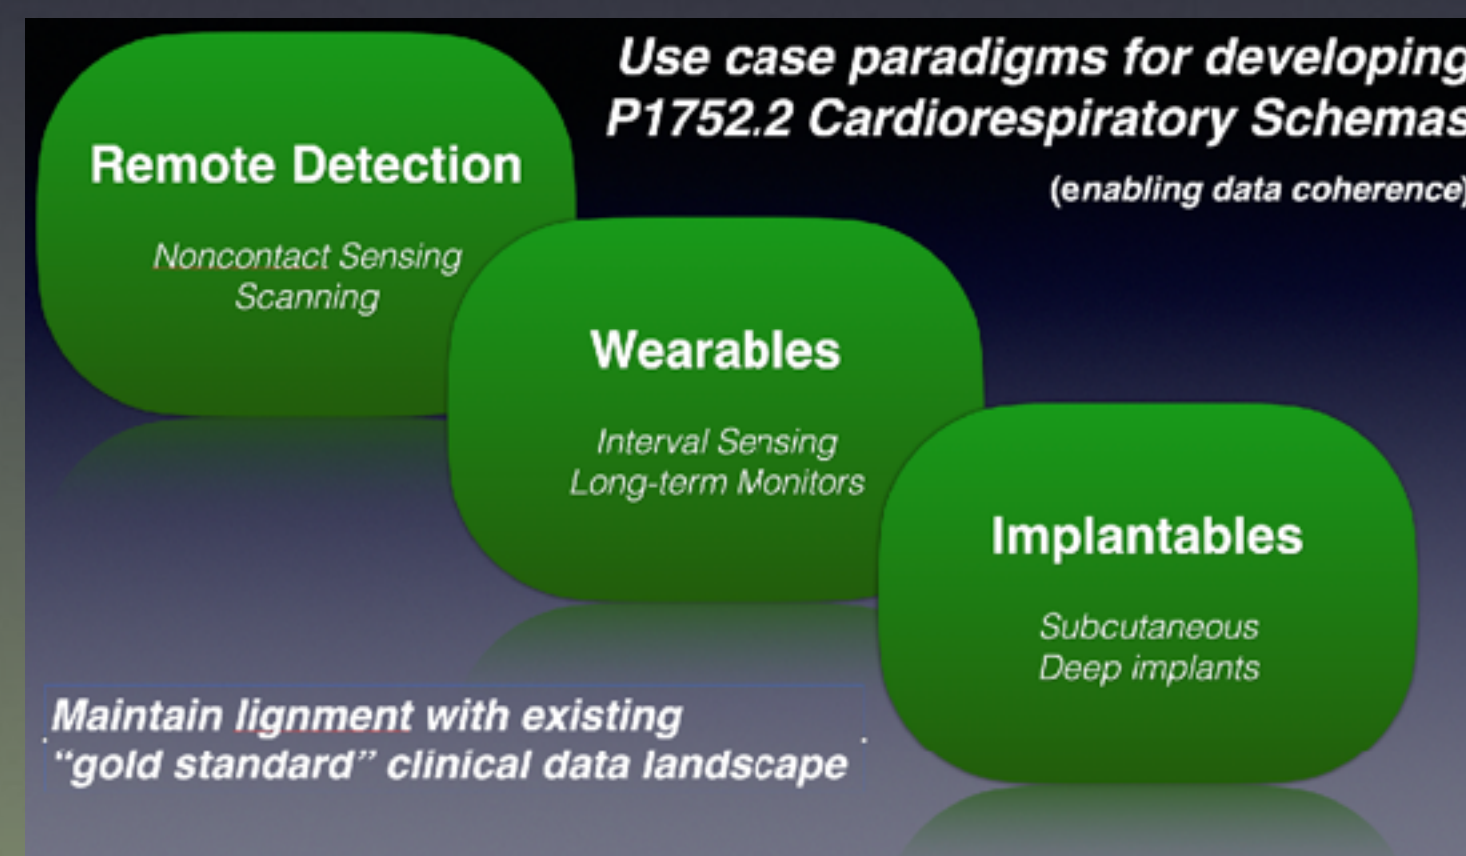 Use case paradigms for developing
P1752.2 Cardiorespiratory Schemas
(enabling data coherence)
Remote Detection
Noncontact Sensing
Scanning
Wearables
Interval Sensing
Long-term Monitors
Implantables
Subcutaneous
Deep implants
Maintain lignment with existing
“gold standard” clinical data landscape